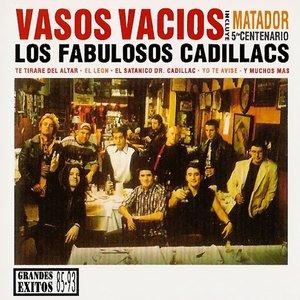 VASOS VACIOS
INCLUYE
MATADOR
5º CENTENARIO
LOS FABULOSOS CADILLACS
TE TIRARE DEL ALTAR - EL LEON - EL SATANICO DR. CADILLAC - YO TE AVISE - Y MUCHOS MAS
GRANDES
EXITOS
85-93